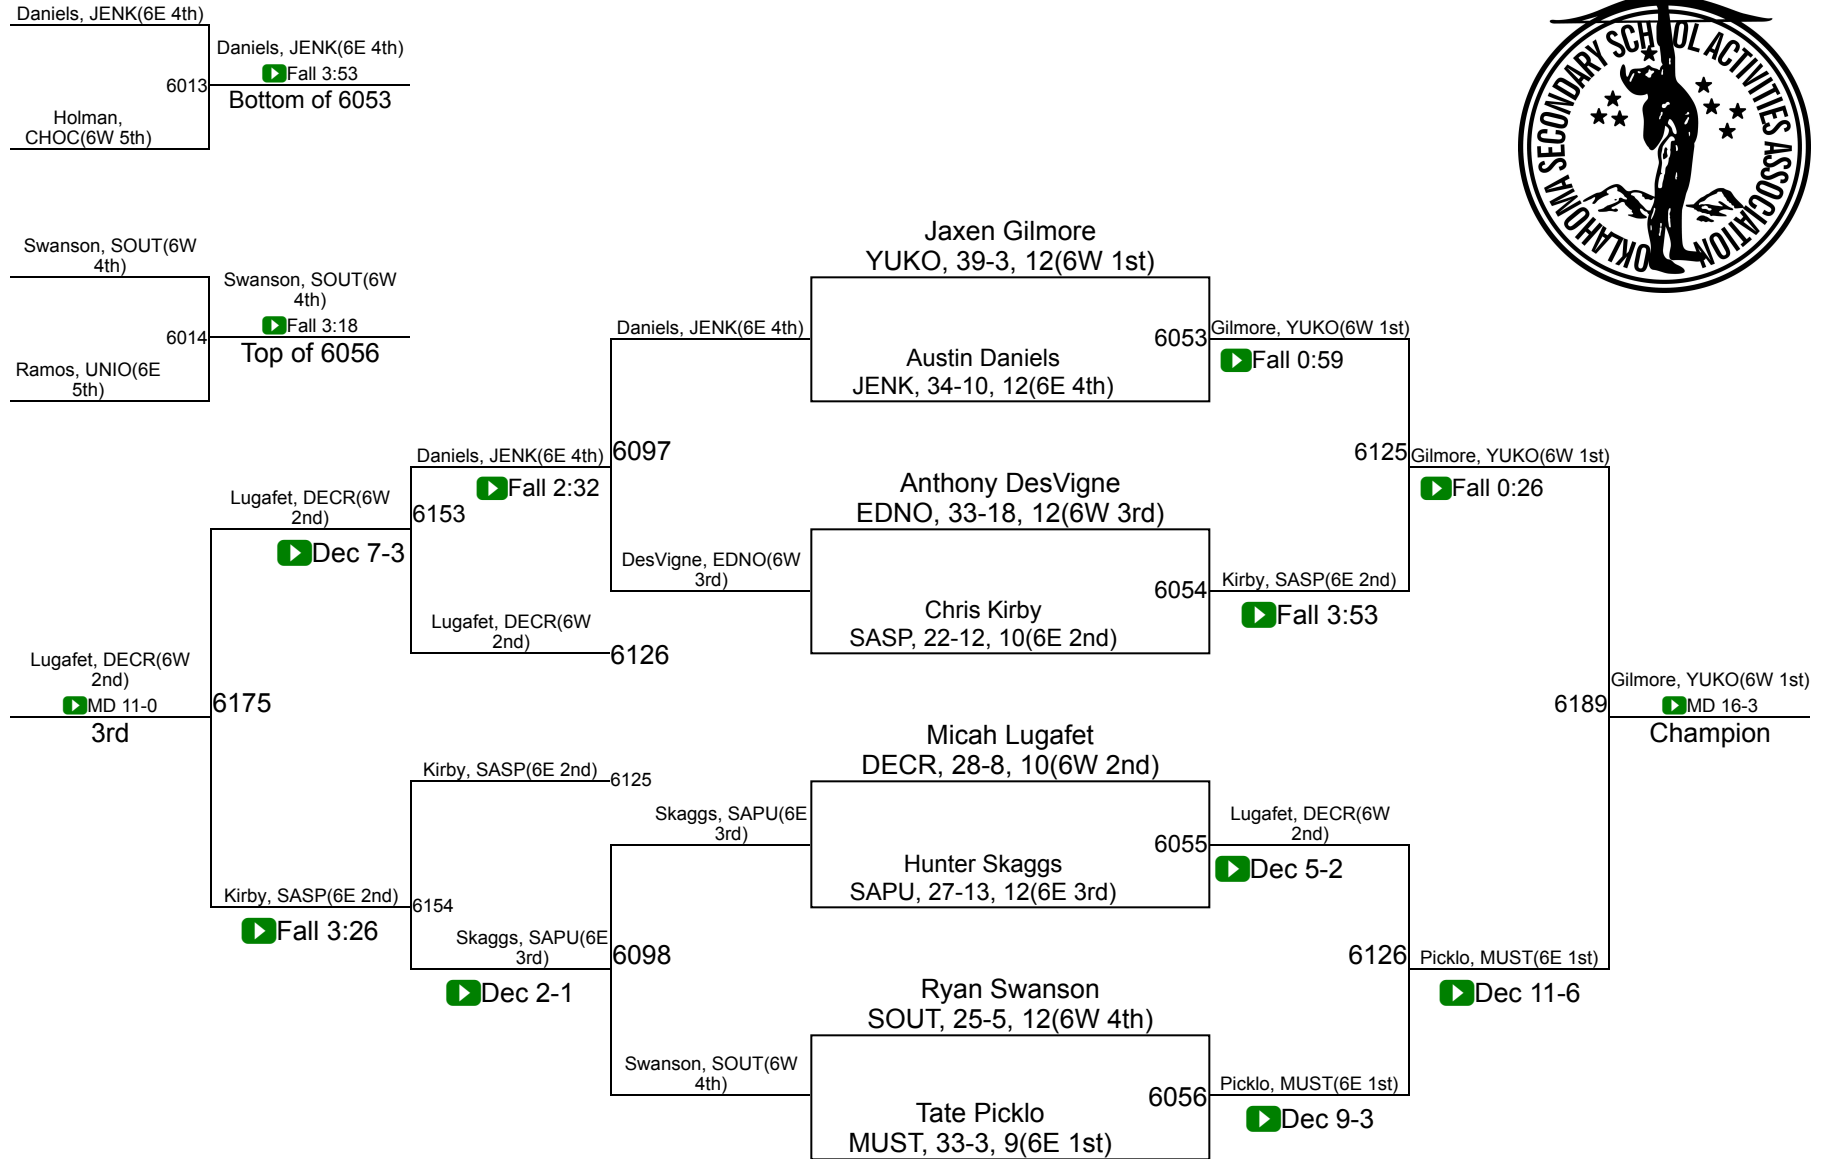 Daniels, JENK(6E 4th)
Daniels, JENK(6E 4th)
Fall 3:53
6013
Bottom of 6053
Holman,
CHOC(6W 5th)
OKLAHOMA SECONDARY SCHOOL ACTIVITIES ASSOCIATION
Swanson, SOUT(6W
4th)
Swanson, SOUT(6W
4th)
Fall 3:18
6014
Top of 6056
Ramos, UNIO(6E
5th)
Jaxen Gilmore
YUKO, 39-3, 12(6W 1st)
Daniels, JENK(6E 4th)
6053
Gilmore, YUKO(6W 1st)
Fall 0:59
Austin Daniels
JENK, 34-10, 12(6E 4th)
Daniels, JENK(6E 4th)
6097
Fall 2:32
6125
Gilmore, YUKO(6W 1st)
Fall 0:26
Lugafet, DECR(6W
2nd)
6153
Dec 7-3
Anthony DesVigne
EDNO, 33-18, 12(6W 3rd)
DesVigne, EDNO(6W
3rd)
6054
Kirby, SASP(6E 2nd)
Fall 3:53
Chris Kirby
SASP, 22-12, 10(6E 2nd)
Lugafet, DECR(6W
2nd)
6126
Lugafet, DECR(6W
2nd)
MD 11-0
3rd
6175
6189
Gilmore, YUKO(6W 1st)
MD 16-3
Champion
Micah Lugafet
DECR, 28-8, 10(6W 2nd)
Kirby, SASP(6E 2nd)
6125
Skaggs, SAPU(6E
3rd)
6055
Lugafet, DECR(6W
2nd)
Dec 5-2
Hunter Skaggs
SAPU, 27-13, 12(6E 3rd)
Kirby, SASP(6E 2nd)
6154
Fall 3:26
Skaggs, SAPU(6E
3rd)
6098
Dec 2-1
6126
Picklo, MUST(6E 1st)
Dec 11-6
Ryan Swanson
SOUT, 25-5, 12(6W 4th)
Swanson, SOUT(6W
4th)
6056
Picklo, MUST(6E 1st)
Dec 9-3
Tate Picklo
MUST, 33-3, 9(6E 1st)